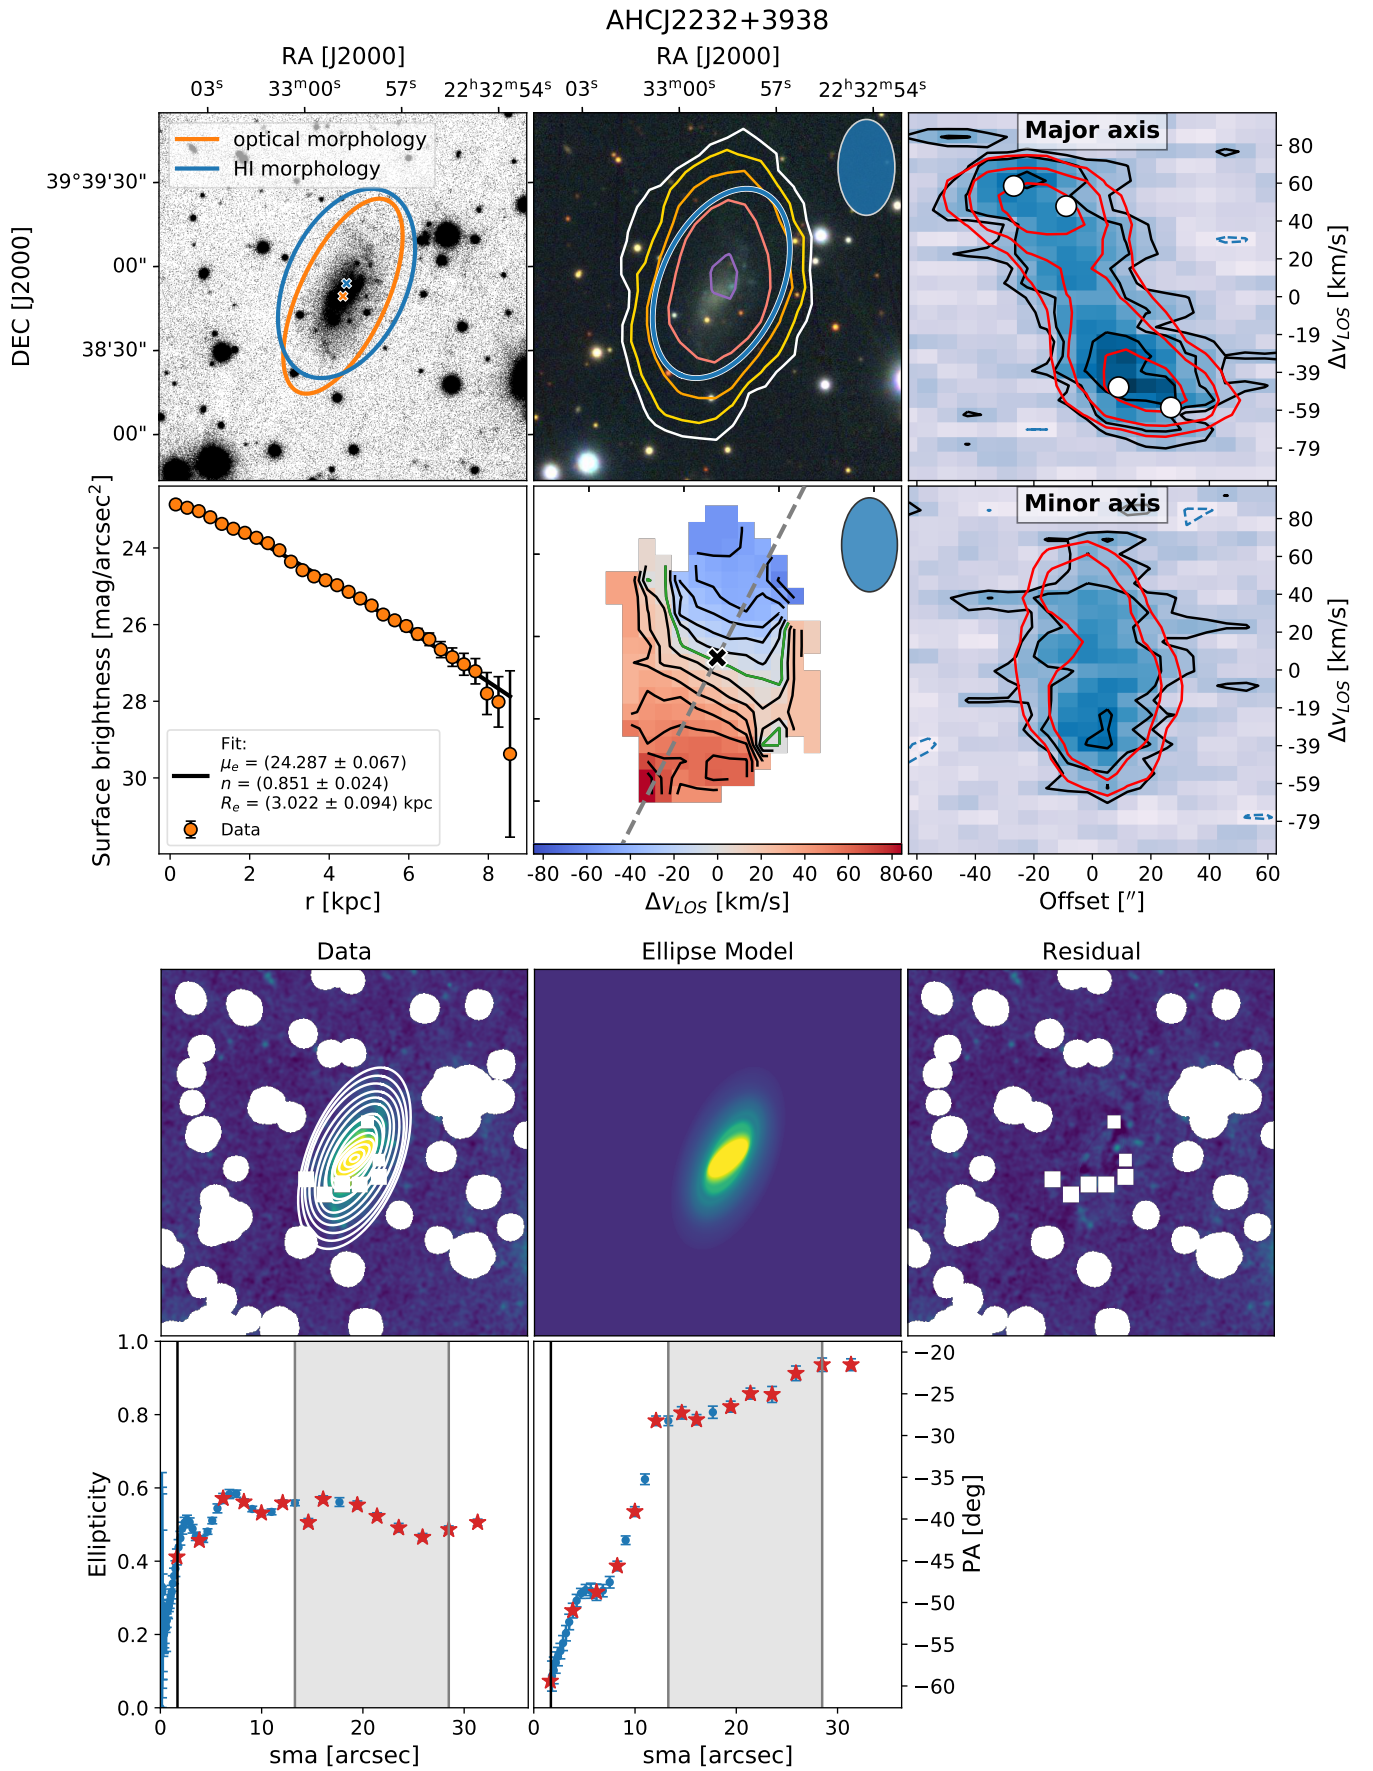 AHCJ2232+3938
RA [J2000]
RA [J2000]
03ˢ 33ᵐ00ˢ 57ˢ 22ʰ32ᵐ54ˢ
03ˢ 33ᵐ00ˢ 57ˢ 22ʰ32ᵐ54ˢ
optical morphology
HI morphology
DEC [J2000]
39°39'30"
00"
38'30"
00"
Major axis
80
60
40
20
0
-19
-39
-59
-79
Δv_LOS [km/s]
Surface brightness [mag/arcsec²]
24
26
28
30
Fit:
μₑ = (24.287 ± 0.067)
n = (0.851 ± 0.024)
Rₑ = (3.022 ± 0.094) kpc
Data
0 2 4 6 8
r [kpc]
-80 -60 -40 -20 0 20 40 60 80
Δv_LOS [km/s]
Minor axis
80
60
40
20
0
-19
-39
-59
-79
Δv_LOS [km/s]
-60 -40 -20 0 20 40 60
Offset [″]
Data
Ellipse Model
Residual
Ellipticity
1.0
0.8
0.6
0.4
0.2
0.0
0 10 20 30
sma [arcsec]
0 10 20 30
sma [arcsec]
−20
−25
−30
−35
−40
−45
−50
−55
−60
PA [deg]